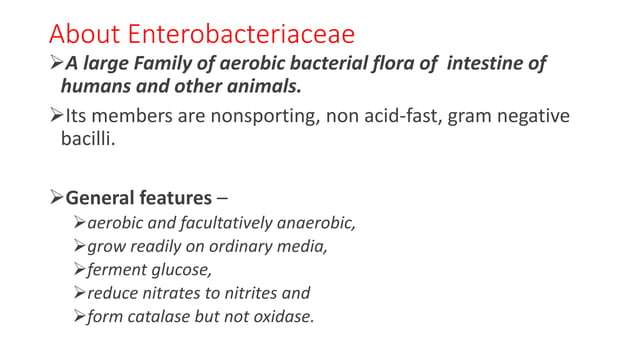 About Enterobacteriaceae
➢A large Family of aerobic bacterial flora of intestine of
humans and other animals.
➢Its members are nonsporting, non acid-fast, gram negative
bacilli.
➢General features –
➢aerobic and facultatively anaerobic,
➢grow readily on ordinary media,
➢ferment glucose,
➢reduce nitrates to nitrites and
➢form catalase but not oxidase.